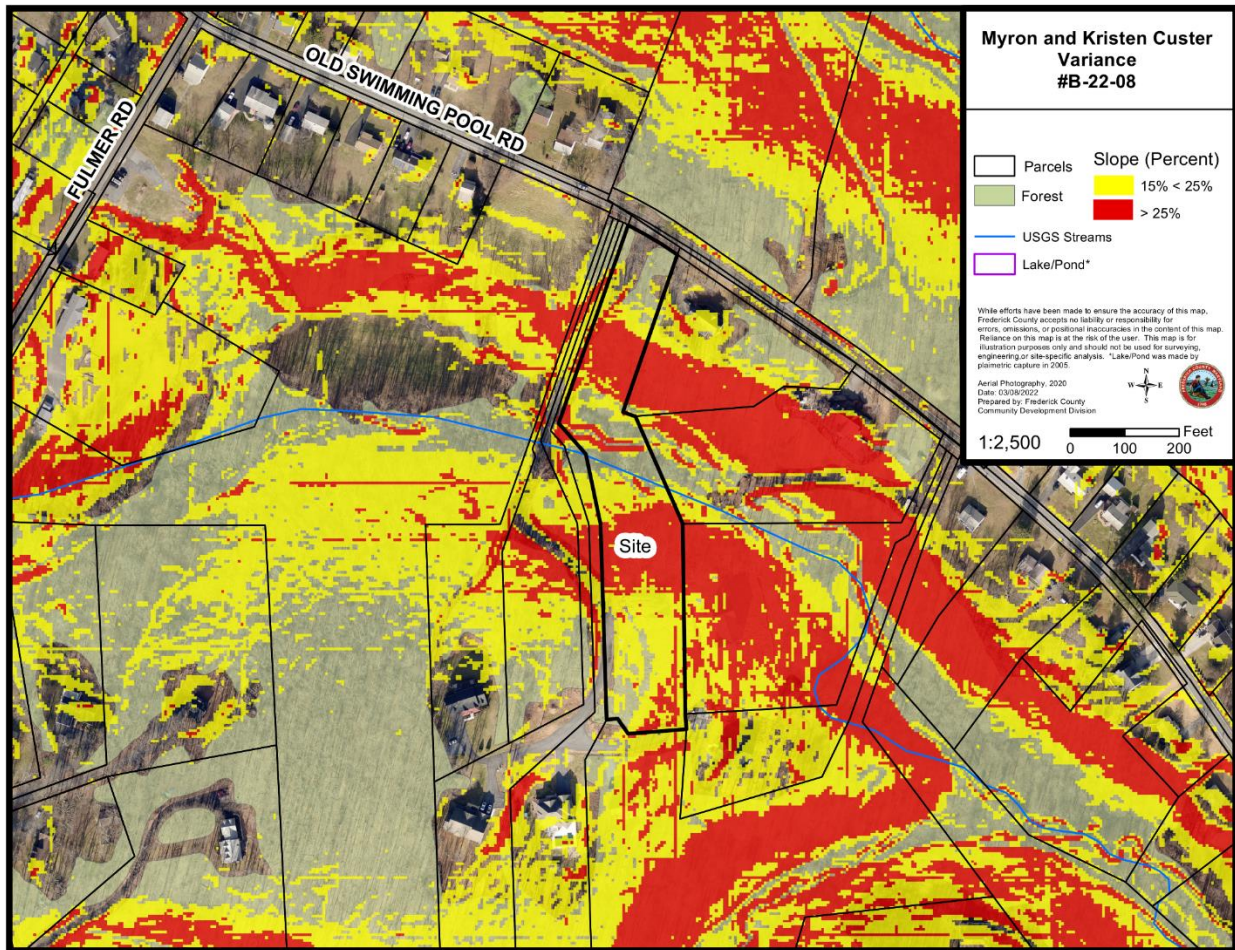 Myron and Kristen Custer
Variance
#B-22-08
Parcels
Forest
USGS Streams
Lake/Pond*
Slope (Percent)
15% < 25%
> 25%
While efforts have been made to ensure the accuracy of this map,
Frederick County accepts no liability or responsibility for
errors, omissions, or positional inaccuracies in the content of this map.
Reliance on this map is at the risk of the user. This map is for
illustration purposes only and should not be used for surveying,
engineering,or site-specific analysis. *Lake/Pond was made by
plaimetric capture in 2005.
Aerial Photography, 2020
Date: 03/08/2022
Prepared by: Frederick County
Community Development Division
N
W E
S
1:2,500
Feet
0 100 200
OLD SWIMMING POOL RD
FULMER RD
Site